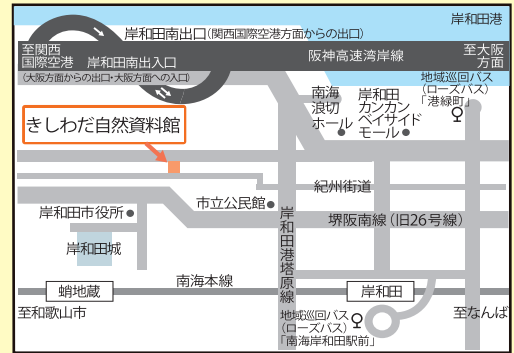 岸和田港
岸和田南出口(関西国際空港方面からの出口)
至関西
国際空港
岸和田南出入口
(大阪方面からの出口・大阪方面への入口)
阪神高速湾岸線
至大阪
方面
地域巡回バス
(ローズバス)
「港緑町」
南海
浪切
ホール
岸和田
カンカン
ベイサイド
モール
きしわだ自然資料館
紀州街道
市立公民館
岸和田市役所
堺阪南線(旧26号線)
岸和田港塔原線
岸和田城
南海本線
蛸地蔵
岸和田
至和歌山市
至なんば
地域巡回バス
(ローズバス)
「南海岸和田駅前」